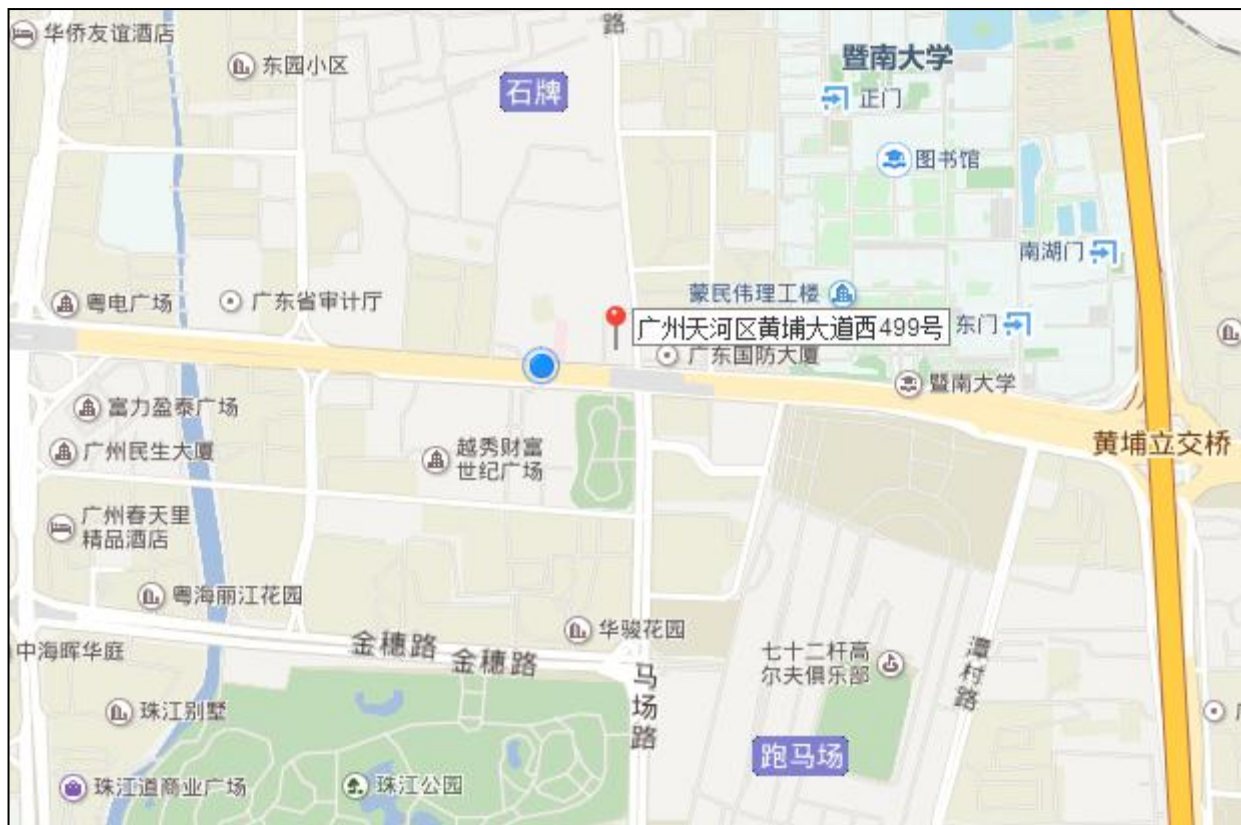 华侨友谊酒店
路
东园小区
石牌
暨南大学
正门
图书馆
南湖门
粤电广场
广东省审计厅
蒙民伟理工楼
广州天河区黄埔大道西499号
东门
广东国防大厦
暨南大学
富力盈泰广场
广州民生大厦
越秀财富
世纪广场
黄埔立交桥
广州春天里
精品酒店
粤海丽江花园
金穗路
金穗路
华骏花园
中海晖华庭
七十二杆高
尔夫俱乐部
马场路
潭村路
珠江别墅
跑马场
珠江道商业广场
珠江公园